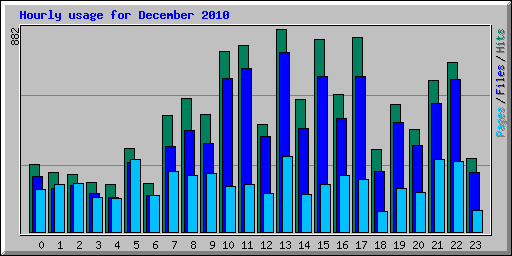 Hourly usage for December 2010
882
Pages / Files / Hits
0 1 2 3 4 5 6 7 8 9 10 11 12 13 14 15 16 17 18 19 20 21 22 23